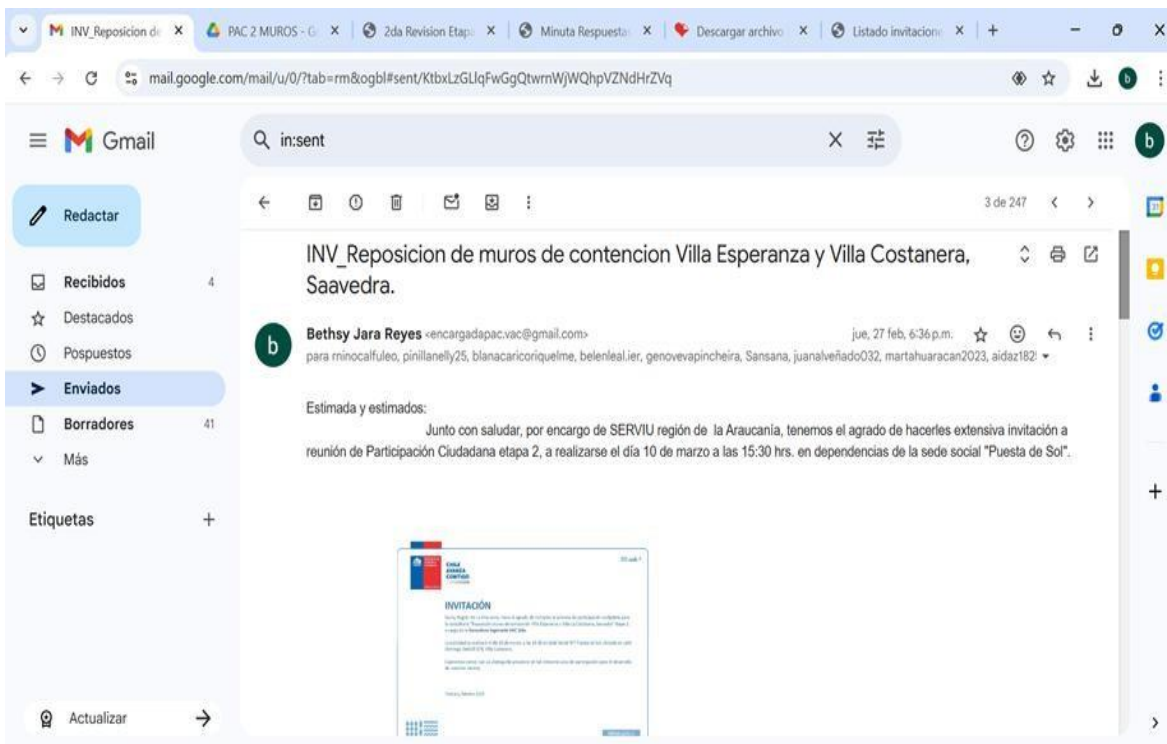 INV_Reposicion de
PAC 2 MUROS - G
2da Revision Etap
Minuta Respuesta
Descargar archivo
Listado invitacion
mail.google.com/mail/u/0/?tab=rm&ogbl#sent/KtbxLzGLlqFwGgQtwrnWjWQhpVZNdHrZVq
b
Gmail
in:sent
b
Redactar
3 de 247
Recibidos 4
Destacados
Pospuestos
Enviados
Borradores 41
Más
Etiquetas
Actualizar
INV_Reposicion de muros de contencion Villa Esperanza y Villa Costanera,
Saavedra.
b
Bethsy Jara Reyes <encargadapac.vac@gmail.com> jue, 27 feb, 6:36 p.m.
para rninocalfuleo, pinillanelly25, blanacaricoriquelme, belenleal.ier, genovevapincheira, Sansana, juanalveñado032, martahuaracan2023, aidaz182
Estimada y estimados:
Junto con saludar, por encargo de SERVIU región de la Araucanía, tenemos el agrado de hacerles extensiva invitación a
reunión de Participación Ciudadana etapa 2, a realizarse el día 10 de marzo a las 15:30 hrs. en dependencias de la sede social "Puesta de Sol".
CHILE
AVANZA
CONTIGO
INVITACIÓN